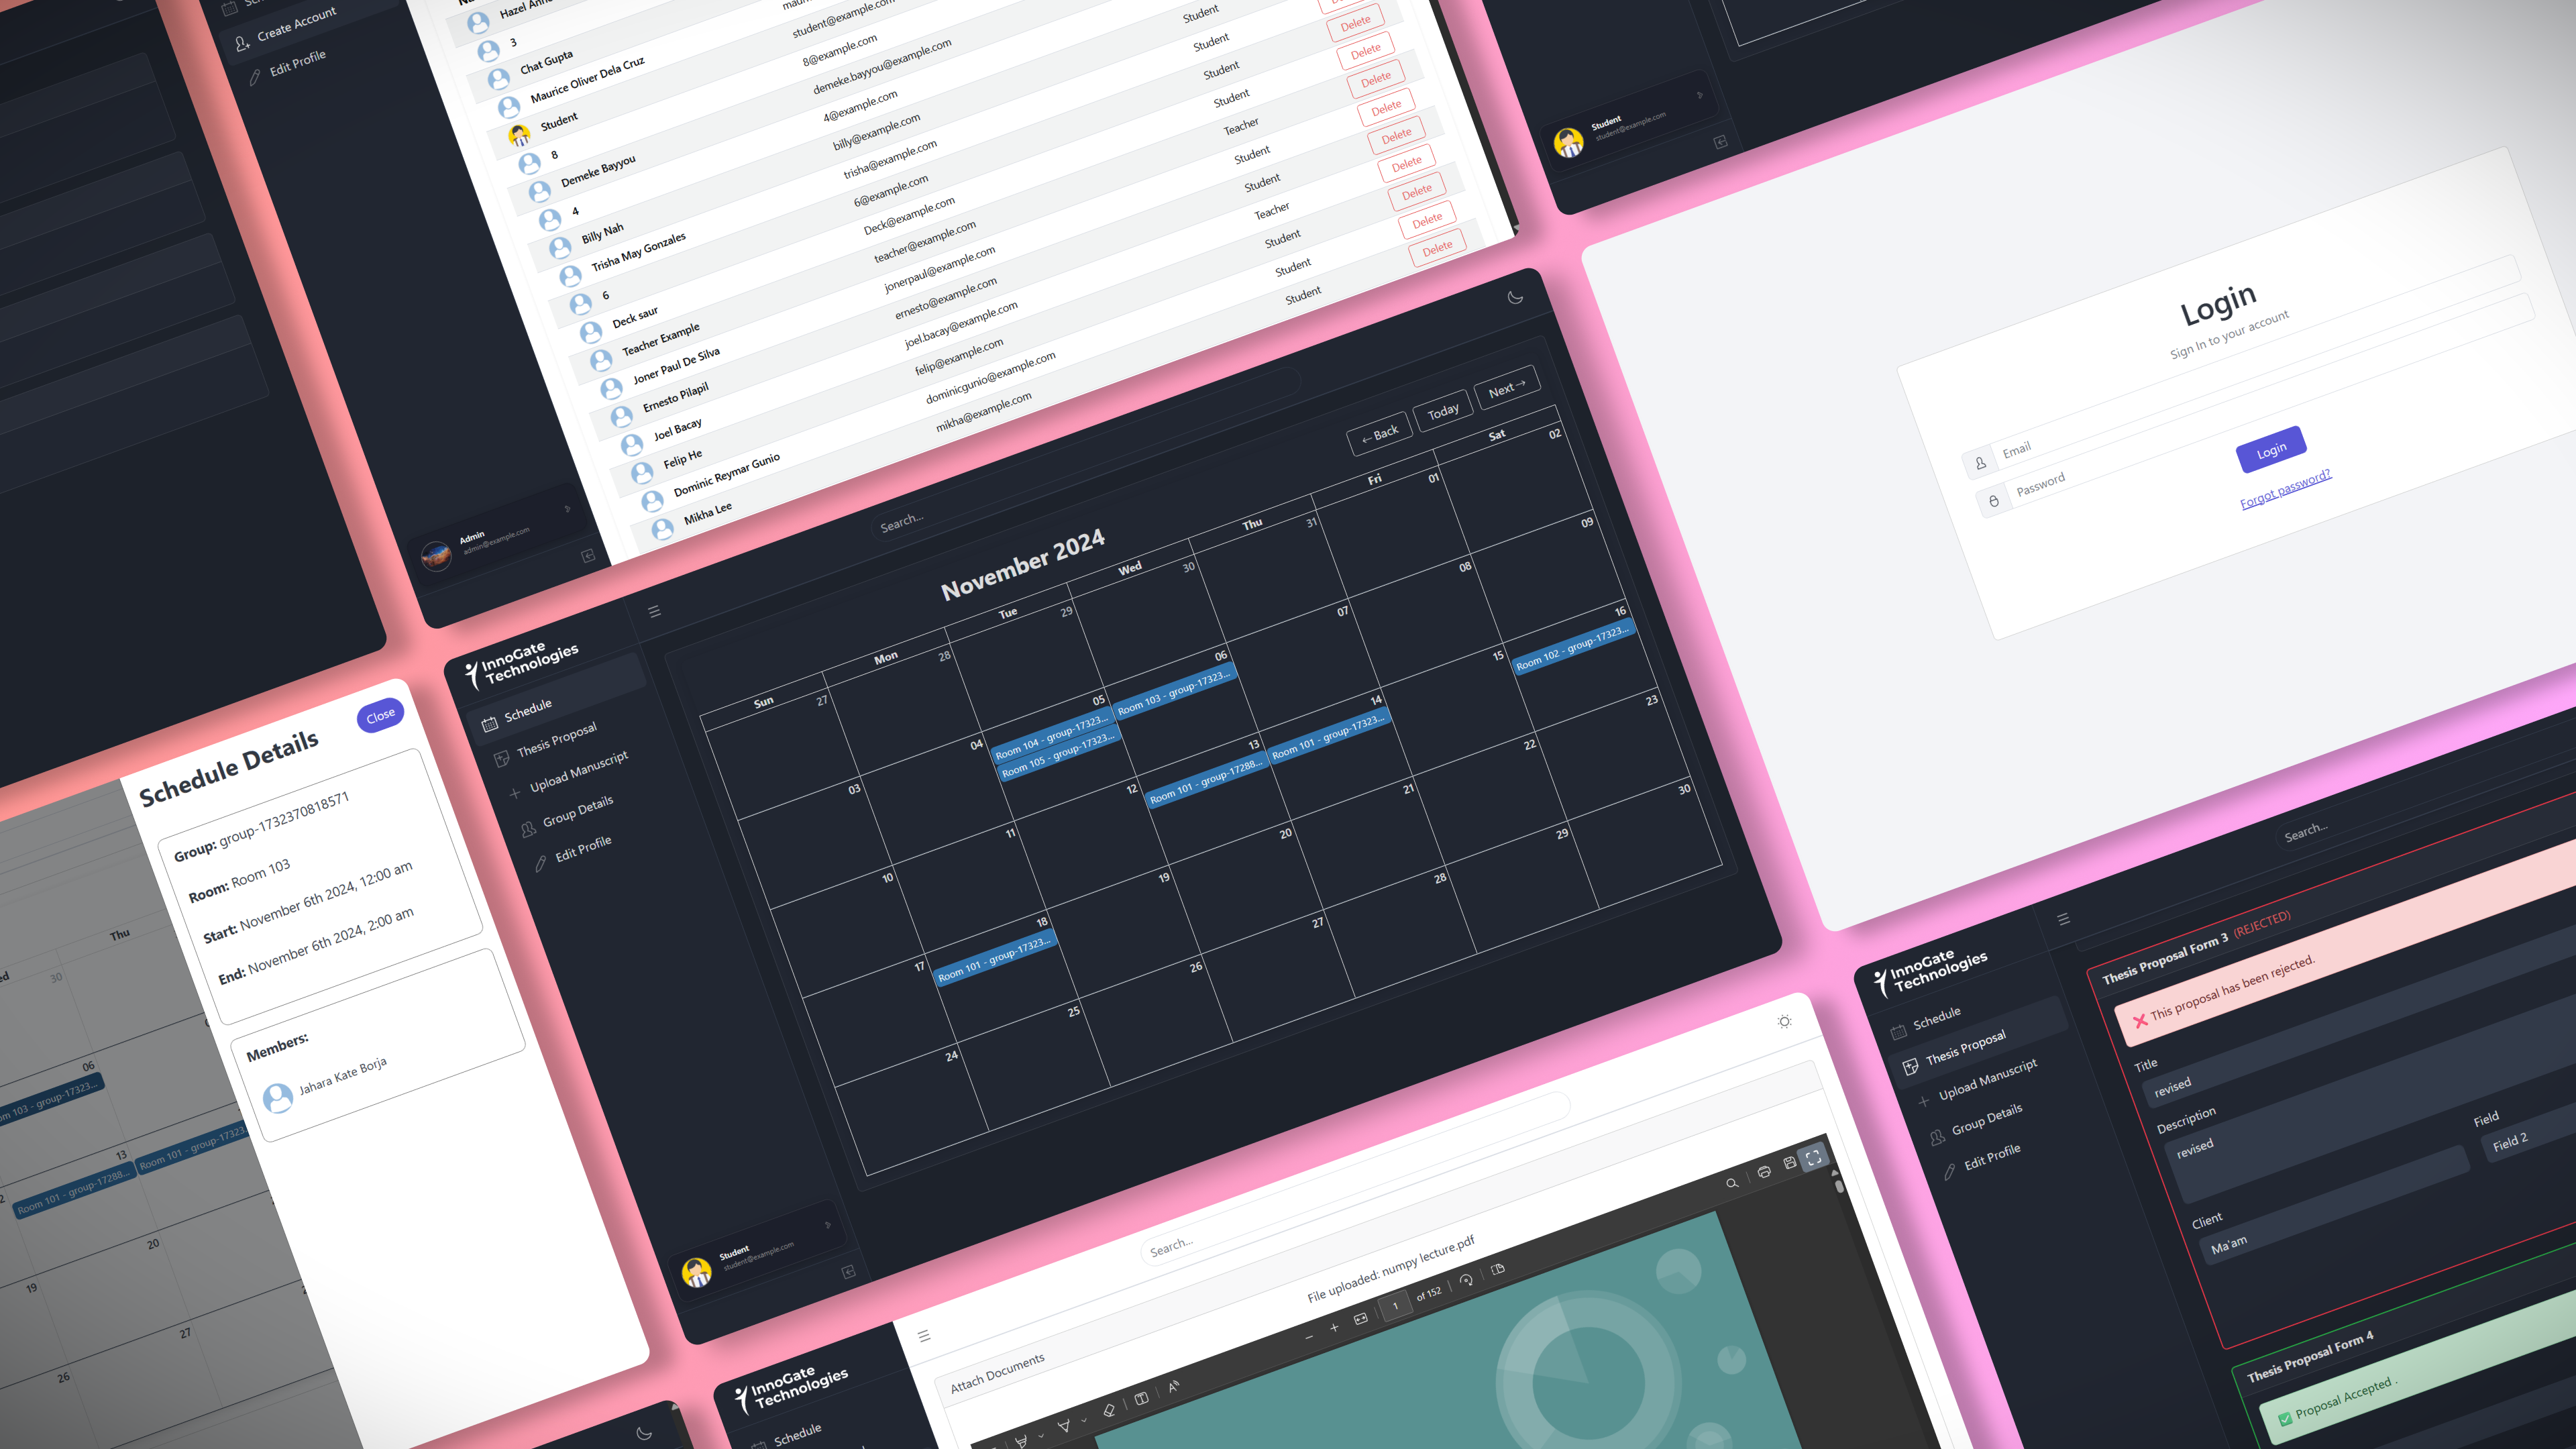 Create Account
Edit Profile
3
Chat Gupta
Maurice Oliver Dela Cruz
Student
8
Demeke Bayyou
4
Billy Nah
Trisha May Gonzales
6
Deck saur
Teacher Example
Joner Paul De Silva
Ernesto Pilapil
Joel Bacay
Felip He
Dominic Reymar Gunio
Mikha Lee
student@example.com
8@example.com
demeke.bayyou@example.com
4@example.com
billy@example.com
trisha@example.com
6@example.com
Deck@example.com
teacher@example.com
jonerpaul@example.com
ernesto@example.com
joel.bacay@example.com
felip@example.com
dominicgunio@example.com
mikha@example.com
Student
Student
Student
Student
Teacher
Student
Student
Teacher
Student
Student
Student
Delete
Delete
Delete
Delete
Delete
Delete
Delete
Delete
Delete
Admin
admin@example.com
Student
student@example.com
Login
Sign In to your account
Email
Password
Login
Forgot password?
Schedule Details
Close
Group: group-1732370818571
Room: Room 103
Start: November 6th 2024, 12:00 am
End: November 6th 2024, 2:00 am
Members:
Jahara Kate Borja
Thu
30
06
13
Room 101 - group-17288...
Room 101 - group-17323...
19
20
26
27
InnoGate
Technologies
Schedule
Thesis Proposal
Upload Manuscript
Group Details
Edit Profile
Student
student@example.com
Search...
November 2024
← Back
Today
Next →
Sun Mon Tue Wed Thu Fri Sat
27 28 29 30 31 01 02
03 04 05 06 07 08 09
Room 104 - group-17323...
Room 105 - group-17323...
Room 103 - group-17323...
10 11 12 13 14 15 16
Room 101 - group-17288...
Room 101 - group-17323...
Room 102 - group-17323...
17 18 19 20 21 22 23
Room 101 - group-17323...
24 25 26 27 28 29 30
InnoGate
Technologies
Schedule
Search...
Attach Documents
File uploaded: numpy lecture.pdf
1 of 152
InnoGate
Technologies
Schedule
Thesis Proposal
Upload Manuscript
Group Details
Edit Profile
Search...
Thesis Proposal Form 3 (REJECTED)
❌ This proposal has been rejected.
Title
revised
Description
revised
Client
Ma'am
Field
Field 2
Thesis Proposal Form 4
✅ Proposal Accepted .